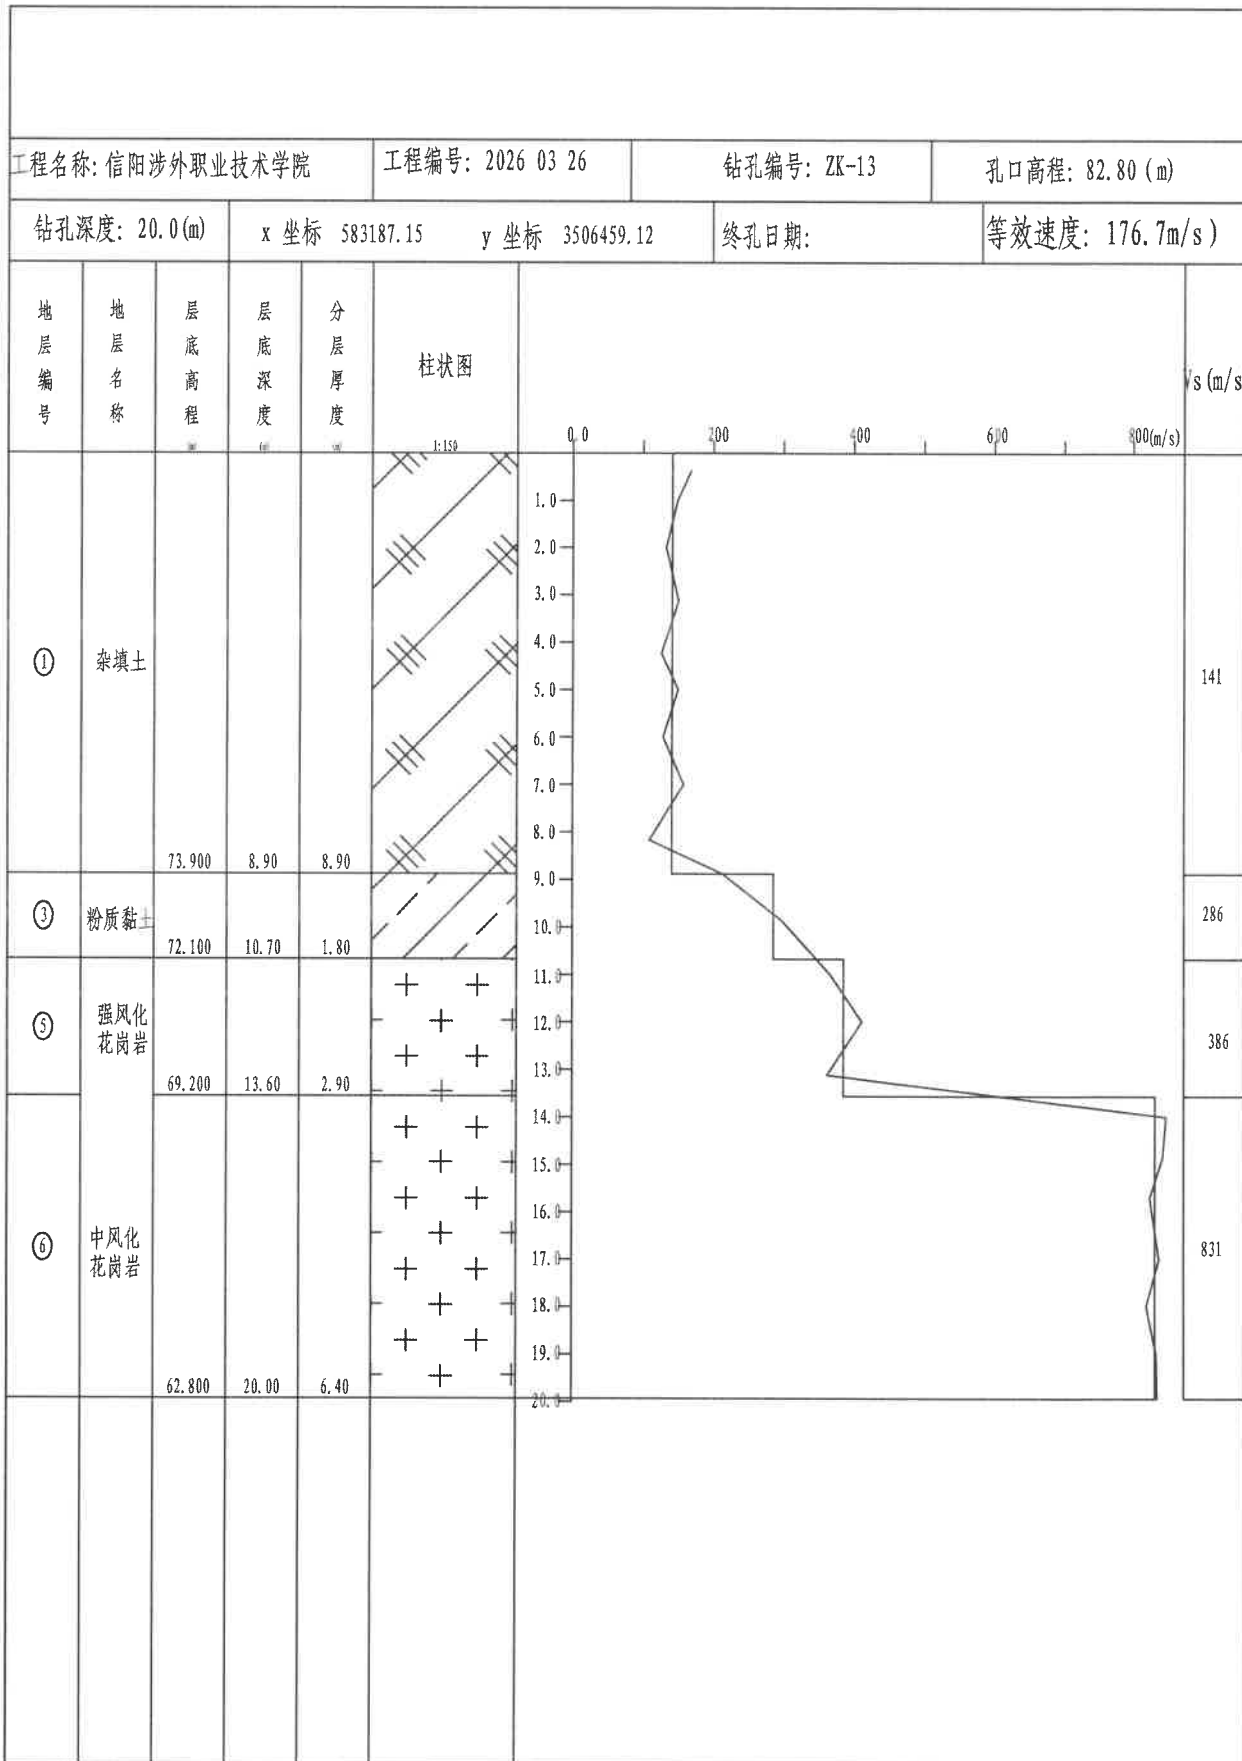 工程名称: 信阳涉外职业技术学院 工程编号: 2026 03 26 钻孔编号: ZK-13 孔口高程: 82.80 (m)
钻孔深度: 20.0(m) x 坐标 583187.15 y 坐标 3506459.12 终孔日期: 等效速度: 176.7m/s)
地层编号 地层名称 层底高程 层底深度 分层厚度 柱状图 Vs(m/s
1:150
0.0 200 400 600 800(m/s)
1.0
2.0
3.0
4.0
① 杂填土 141
5.0
6.0
7.0
8.0
73.900 8.90 8.90
9.0
③ 粉质黏土 286
10.0
72.100 10.70 1.80
11.0
⑤ 强风化花岗岩 386
12.0
13.0
69.200 13.60 2.90
14.0
15.0
16.0
⑥ 中风化花岗岩 831
17.0
18.0
19.0
62.800 20.00 6.40
20.0